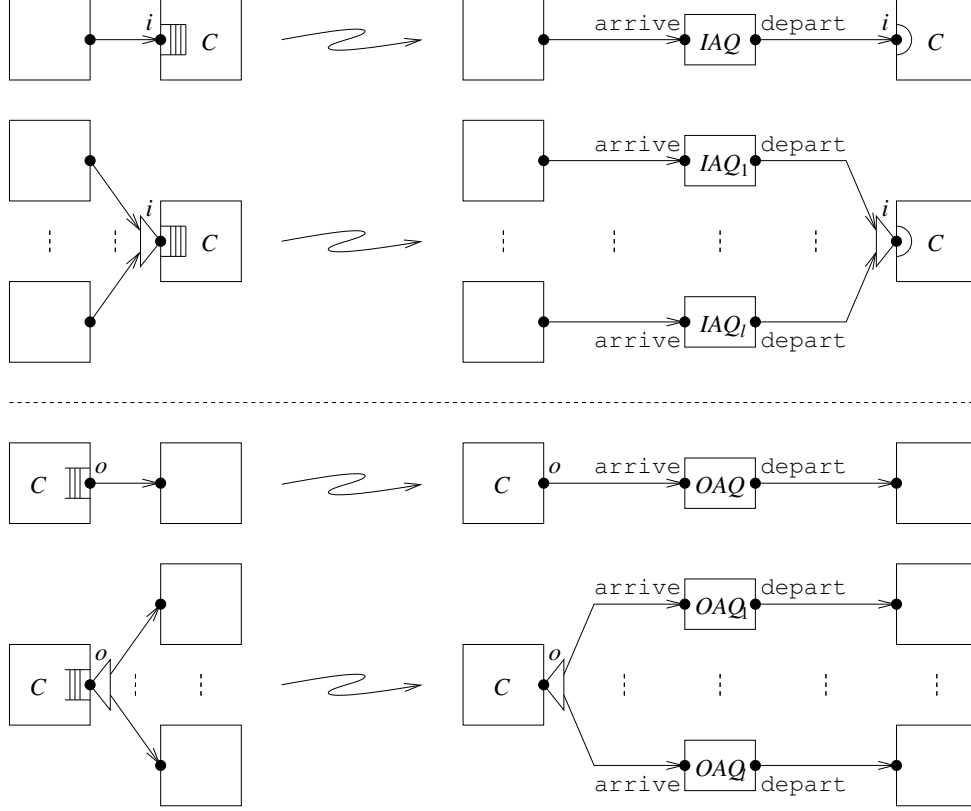 i C arrive IAQ depart i C
arrive IAQ₁ depart
i C i C
arrive IAQₗ depart
C o C o arrive OAQ depart
arrive OAQ₁ depart
C o C o
arrive OAQₗ depart